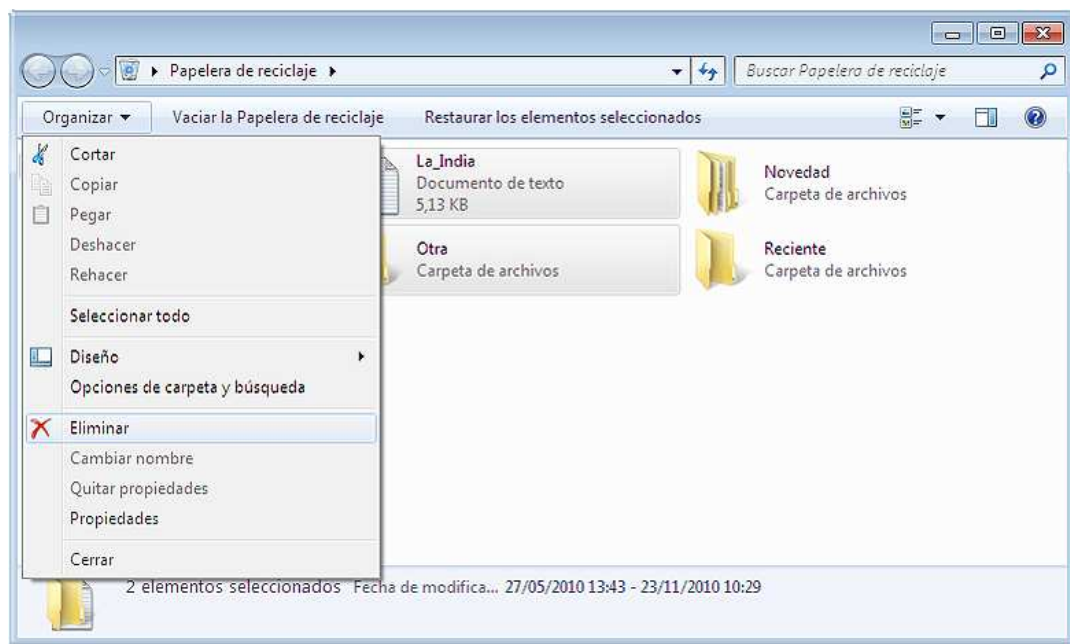 Papelera de reciclaje
Buscar Papelera de reciclaje
Organizar
Vaciar la Papelera de reciclaje
Restaurar los elementos seleccionados
Cortar
Copiar
Pegar
Deshacer
Rehacer
Seleccionar todo
Diseño
Opciones de carpeta y búsqueda
Eliminar
Cambiar nombre
Quitar propiedades
Propiedades
Cerrar
La_India
Documento de texto
5,13 KB
Novedad
Carpeta de archivos
Otra
Carpeta de archivos
Reciente
Carpeta de archivos
2 elementos seleccionados Fecha de modifica... 27/05/2010 13:43 - 23/11/2010 10:29